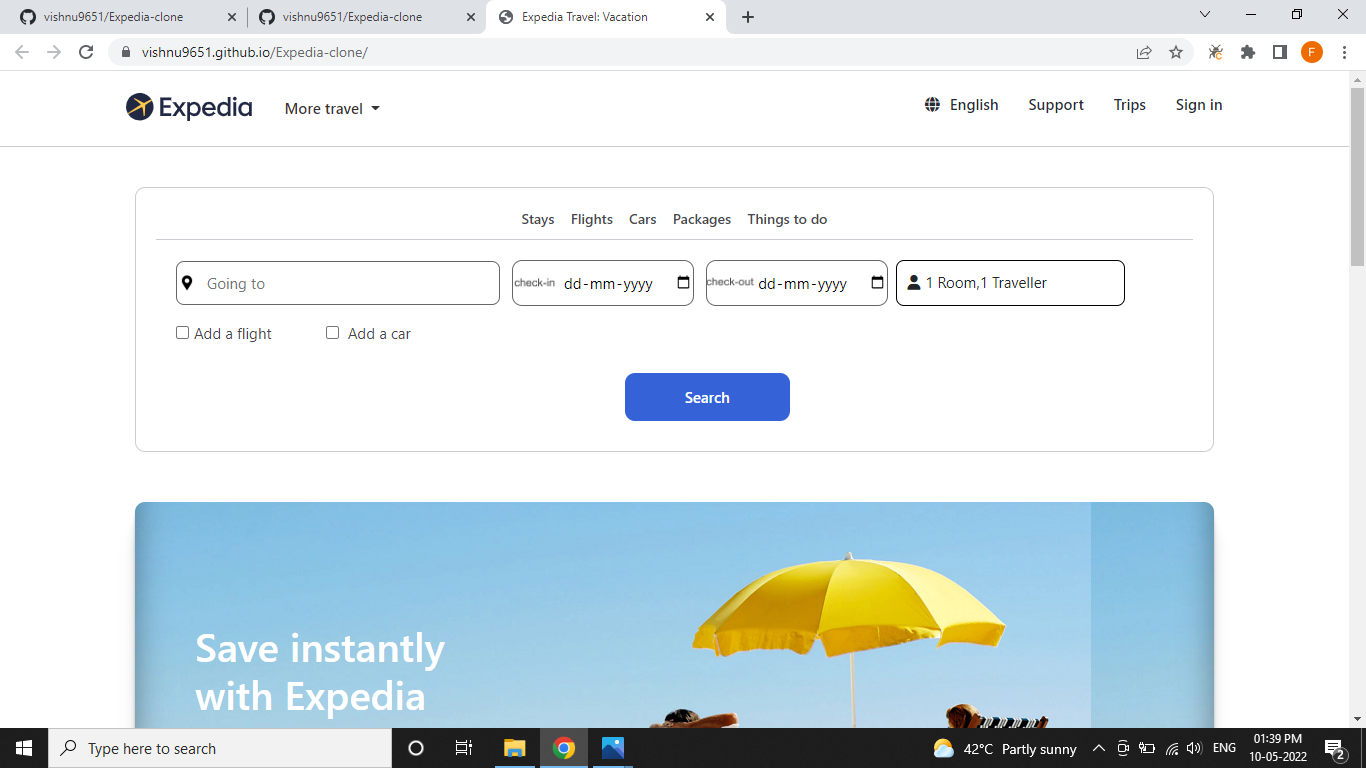 vishnu9651/Expedia-clone
vishnu9651/Expedia-clone
Expedia Travel: Vacation
vishnu9651.github.io/Expedia-clone/
F
Expedia
More travel
English
Support
Trips
Sign in
Stays
Flights
Cars
Packages
Things to do
Going to
check-in dd-mm-yyyy
check-out dd-mm-yyyy
1 Room,1 Traveller
Add a flight
Add a car
Search
Save instantly
with Expedia
Type here to search
42°C Partly sunny
ENG
01:39 PM
10-05-2022
2